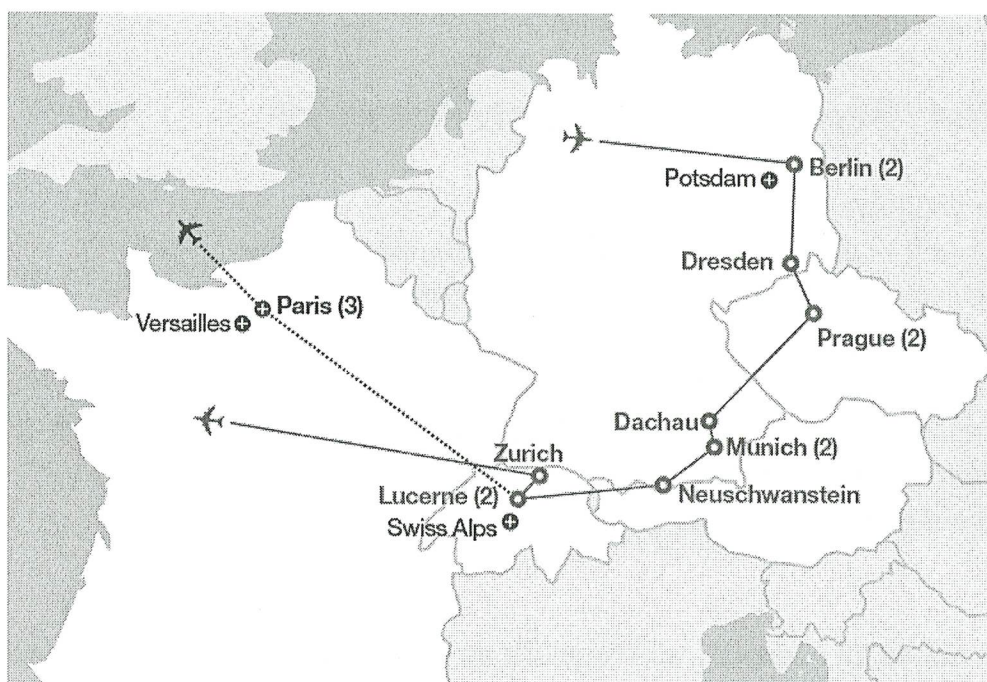 Potsdam
Berlin (2)
Dresden
Paris (3)
Versailles
Prague (2)
Dachau
Munich (2)
Zurich
Lucerne (2)
Neuschwanstein
Swiss Alps